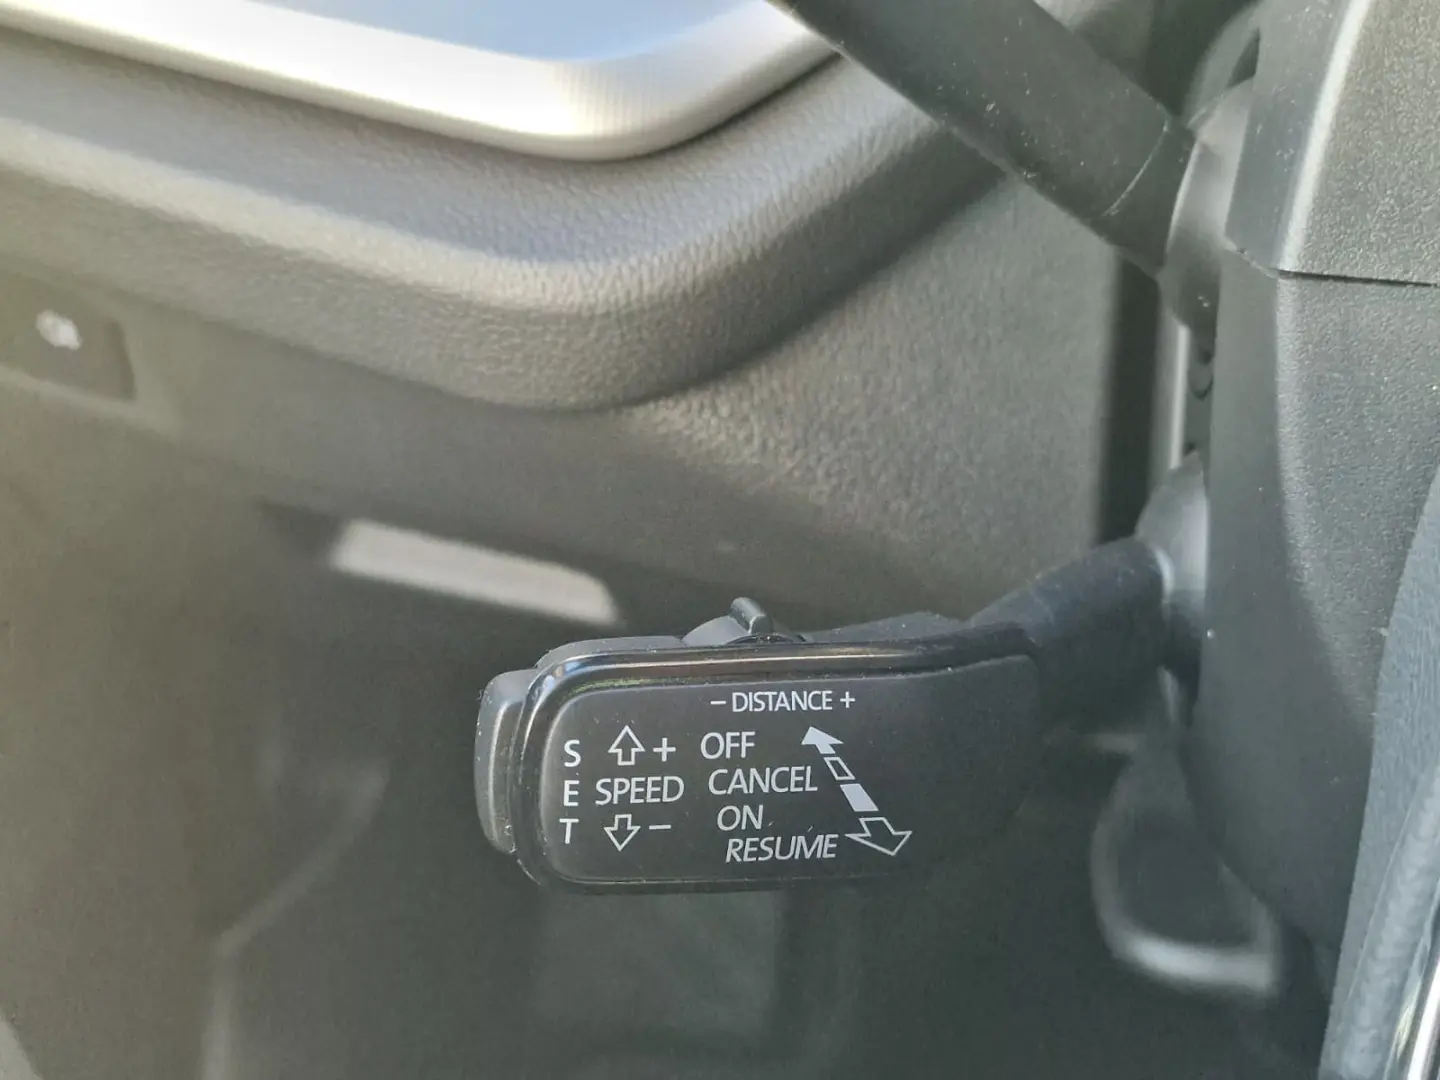 – DISTANCE +
S + OFF
E SPEED CANCEL
T – ON
RESUME